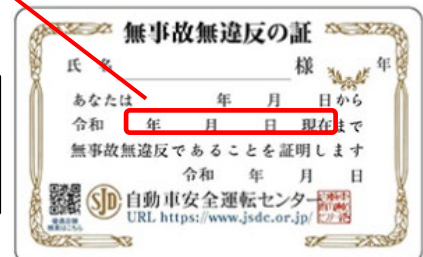 無事故無違反の証
氏 名 様 年
あなたは 年 月 日から
令和 年 月 日 現在まで
無事故無違反であることを証明します
令和 年 月 日
SJD 自動車安全運転センター
URL https://www.jsdc.or.jp/